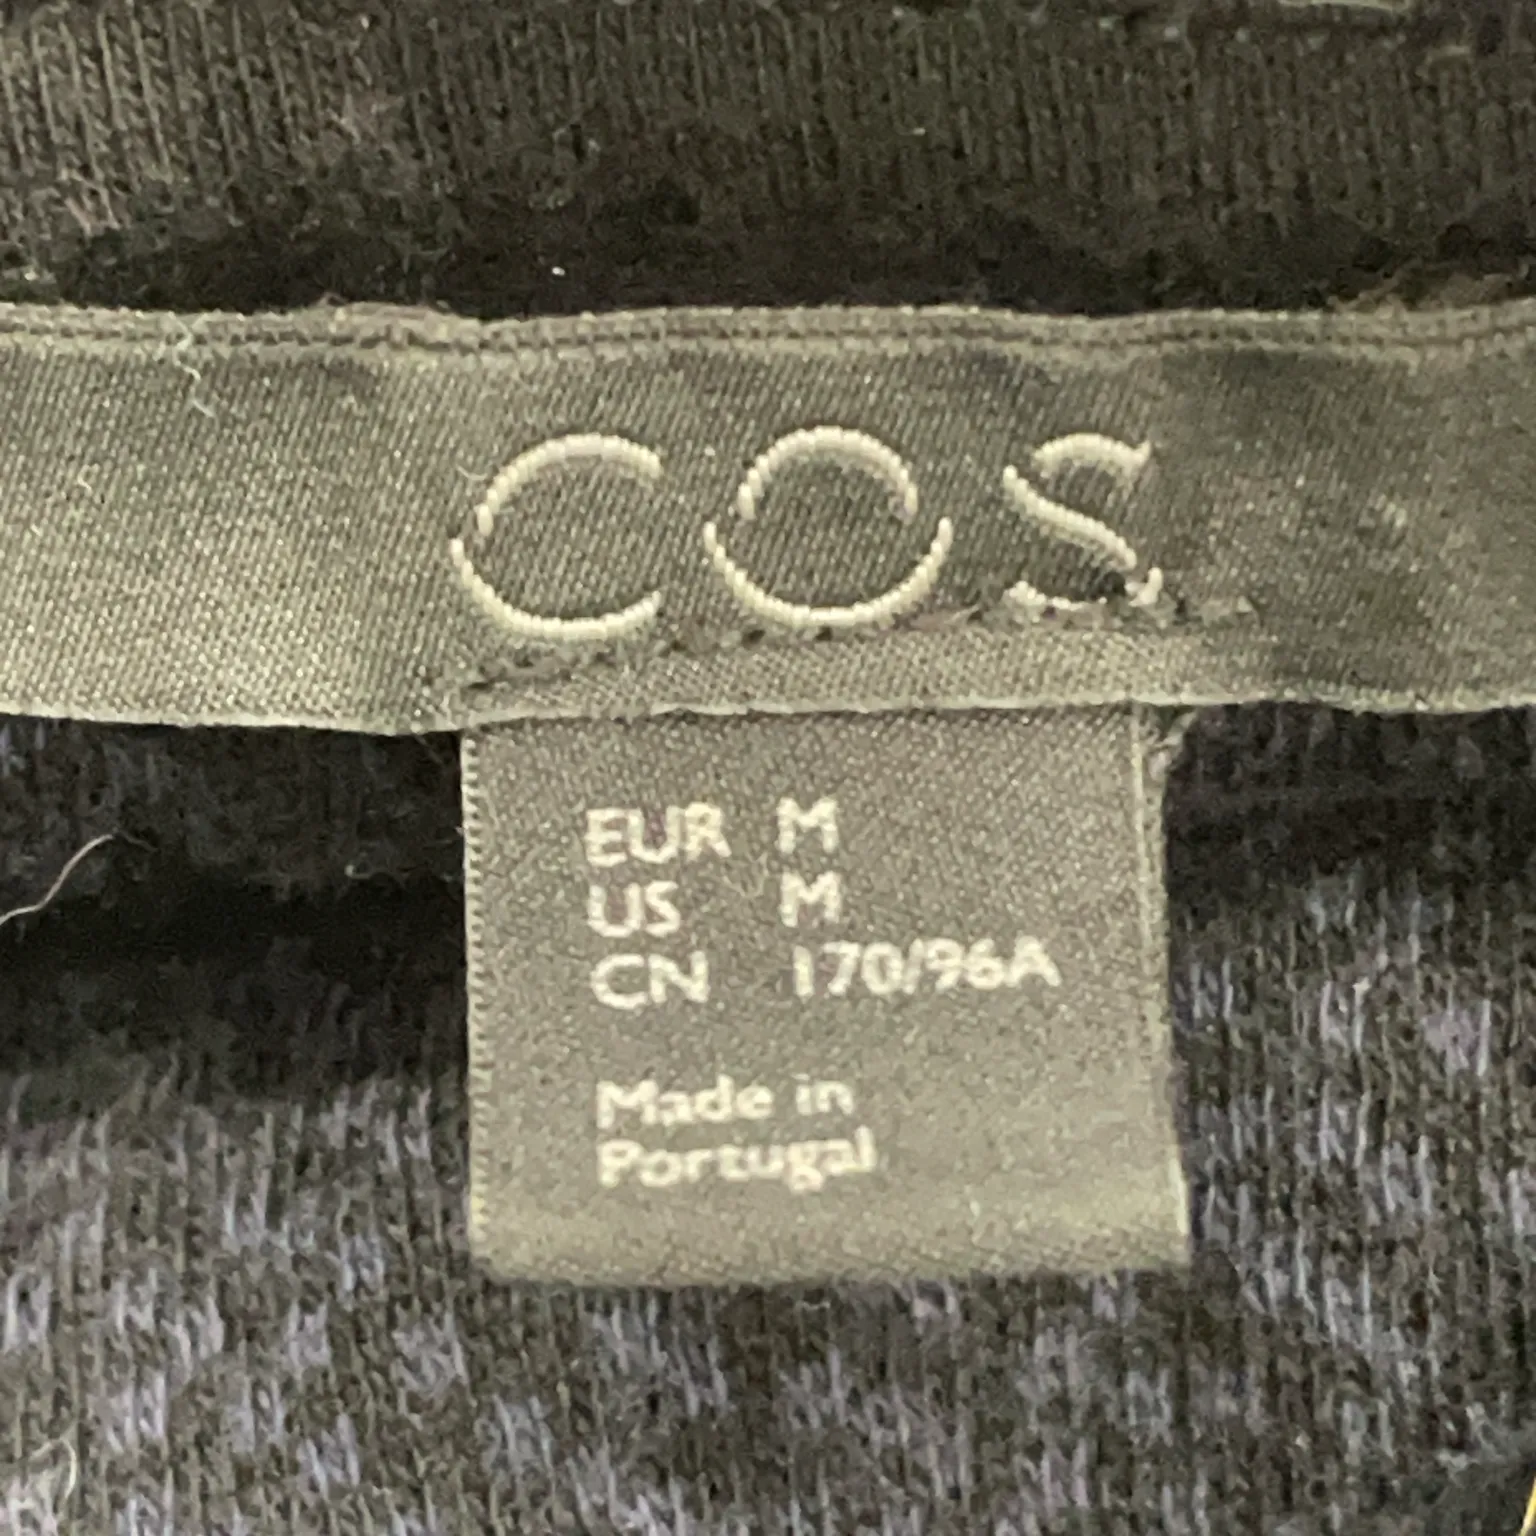 COS
EUR M
US M
CN 170/96A
Made in
Portugal